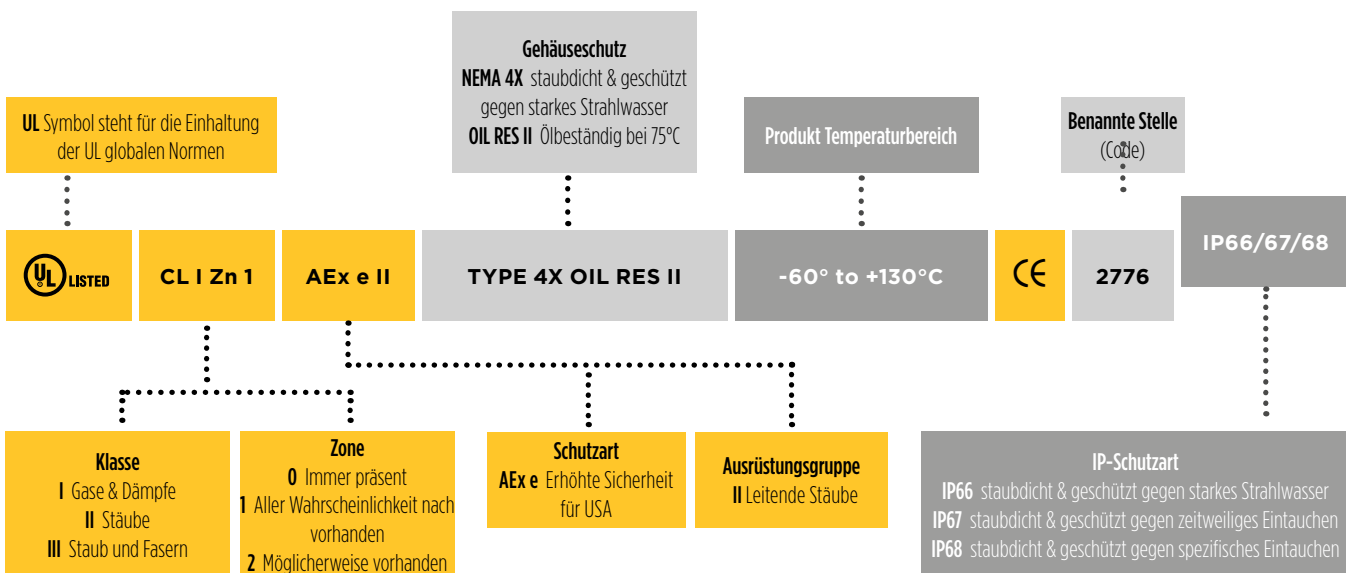 Gehäuseschutz
NEMA 4X staubdicht & geschützt
gegen starkes Strahlwasser
OIL RES II Ölbeständig bei 75°C
UL Symbol steht für die Einhaltung
der UL globalen Normen
Produkt Temperaturbereich
Benannte Stelle
(Code)
UL LISTED
CL I Zn 1
AEx e II
TYPE 4X OIL RES II
-60° to +130°C
CE
2776
IP66/67/68
Klasse
I Gase & Dämpfe
II Stäube
III Staub und Fasern
Zone
0 Immer präsent
1 Aller Wahrscheinlichkeit nach
vorhanden
2 Möglicherweise vorhanden
Schutzart
AEx e Erhöhte Sicherheit
für USA
Ausrüstungsgruppe
II Leitende Stäube
IP-Schutzart
IP66 staubdicht & geschützt gegen starkes Strahlwasser
IP67 staubdicht & geschützt gegen zeitweiliges Eintauchen
IP68 staubdicht & geschützt gegen spezifisches Eintauchen